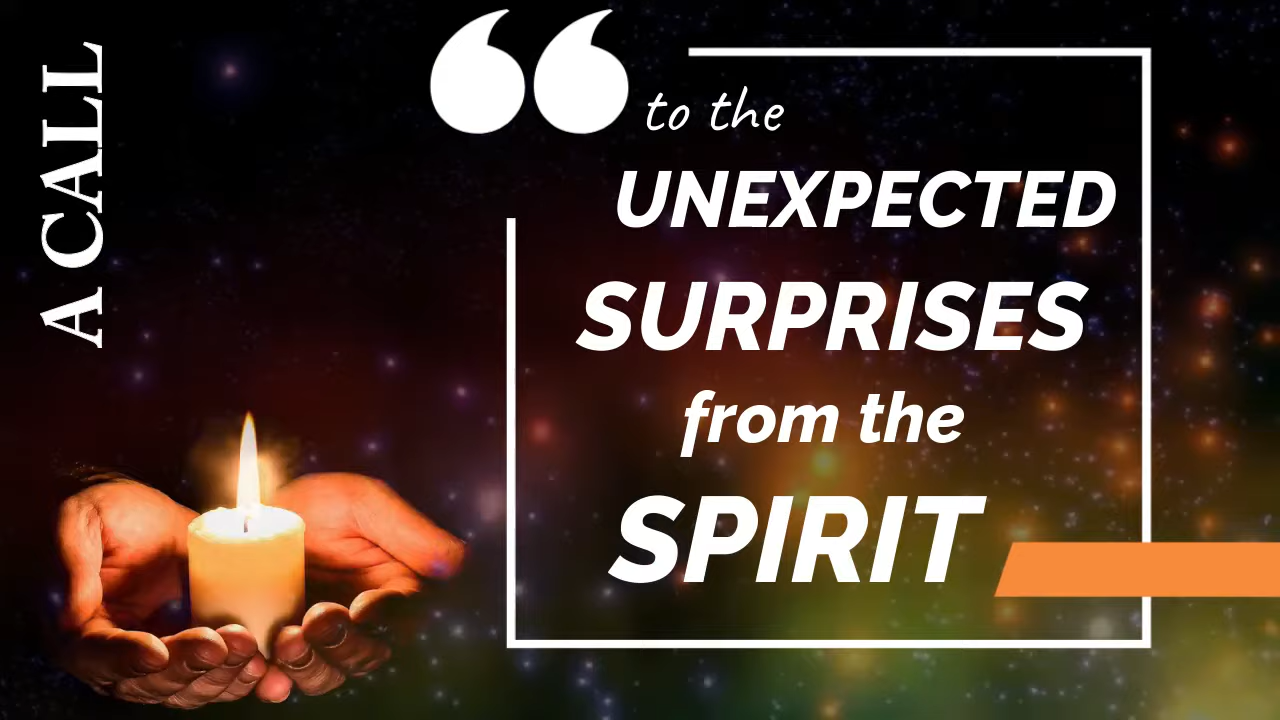 A CALL
to the
UNEXPECTED
SURPRISES
from the
SPIRIT